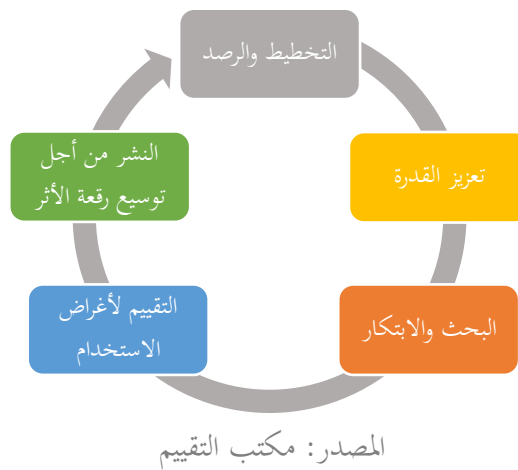 التخطيط والرصد
تعزيز القدرة
البحث والابتكار
التقييم لأغراض
الاستخدام
النشر من أجل
توسيع رقعة الأثر
المصدر: مكتب التقييم